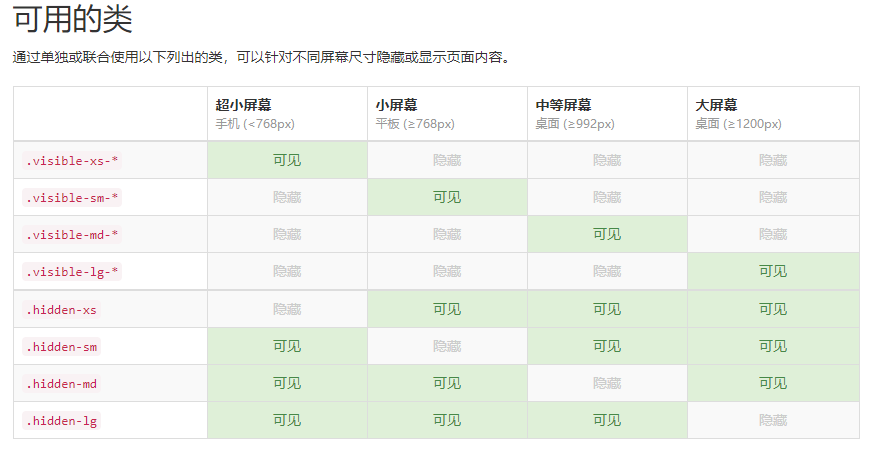 可用的类
通过单独或联合使用以下列出的类，可以针对不同屏幕尺寸隐藏或显示页面内容。
超小屏幕 小屏幕 中等屏幕 大屏幕
手机 (<768px) 平板 (≥768px) 桌面 (≥992px) 桌面 (≥1200px)
.visible-xs-* 可见 隐藏 隐藏 隐藏
.visible-sm-* 隐藏 可见 隐藏 隐藏
.visible-md-* 隐藏 隐藏 可见 隐藏
.visible-lg-* 隐藏 隐藏 隐藏 可见
.hidden-xs 隐藏 可见 可见 可见
.hidden-sm 可见 隐藏 可见 可见
.hidden-md 可见 可见 隐藏 可见
.hidden-lg 可见 可见 可见 隐藏